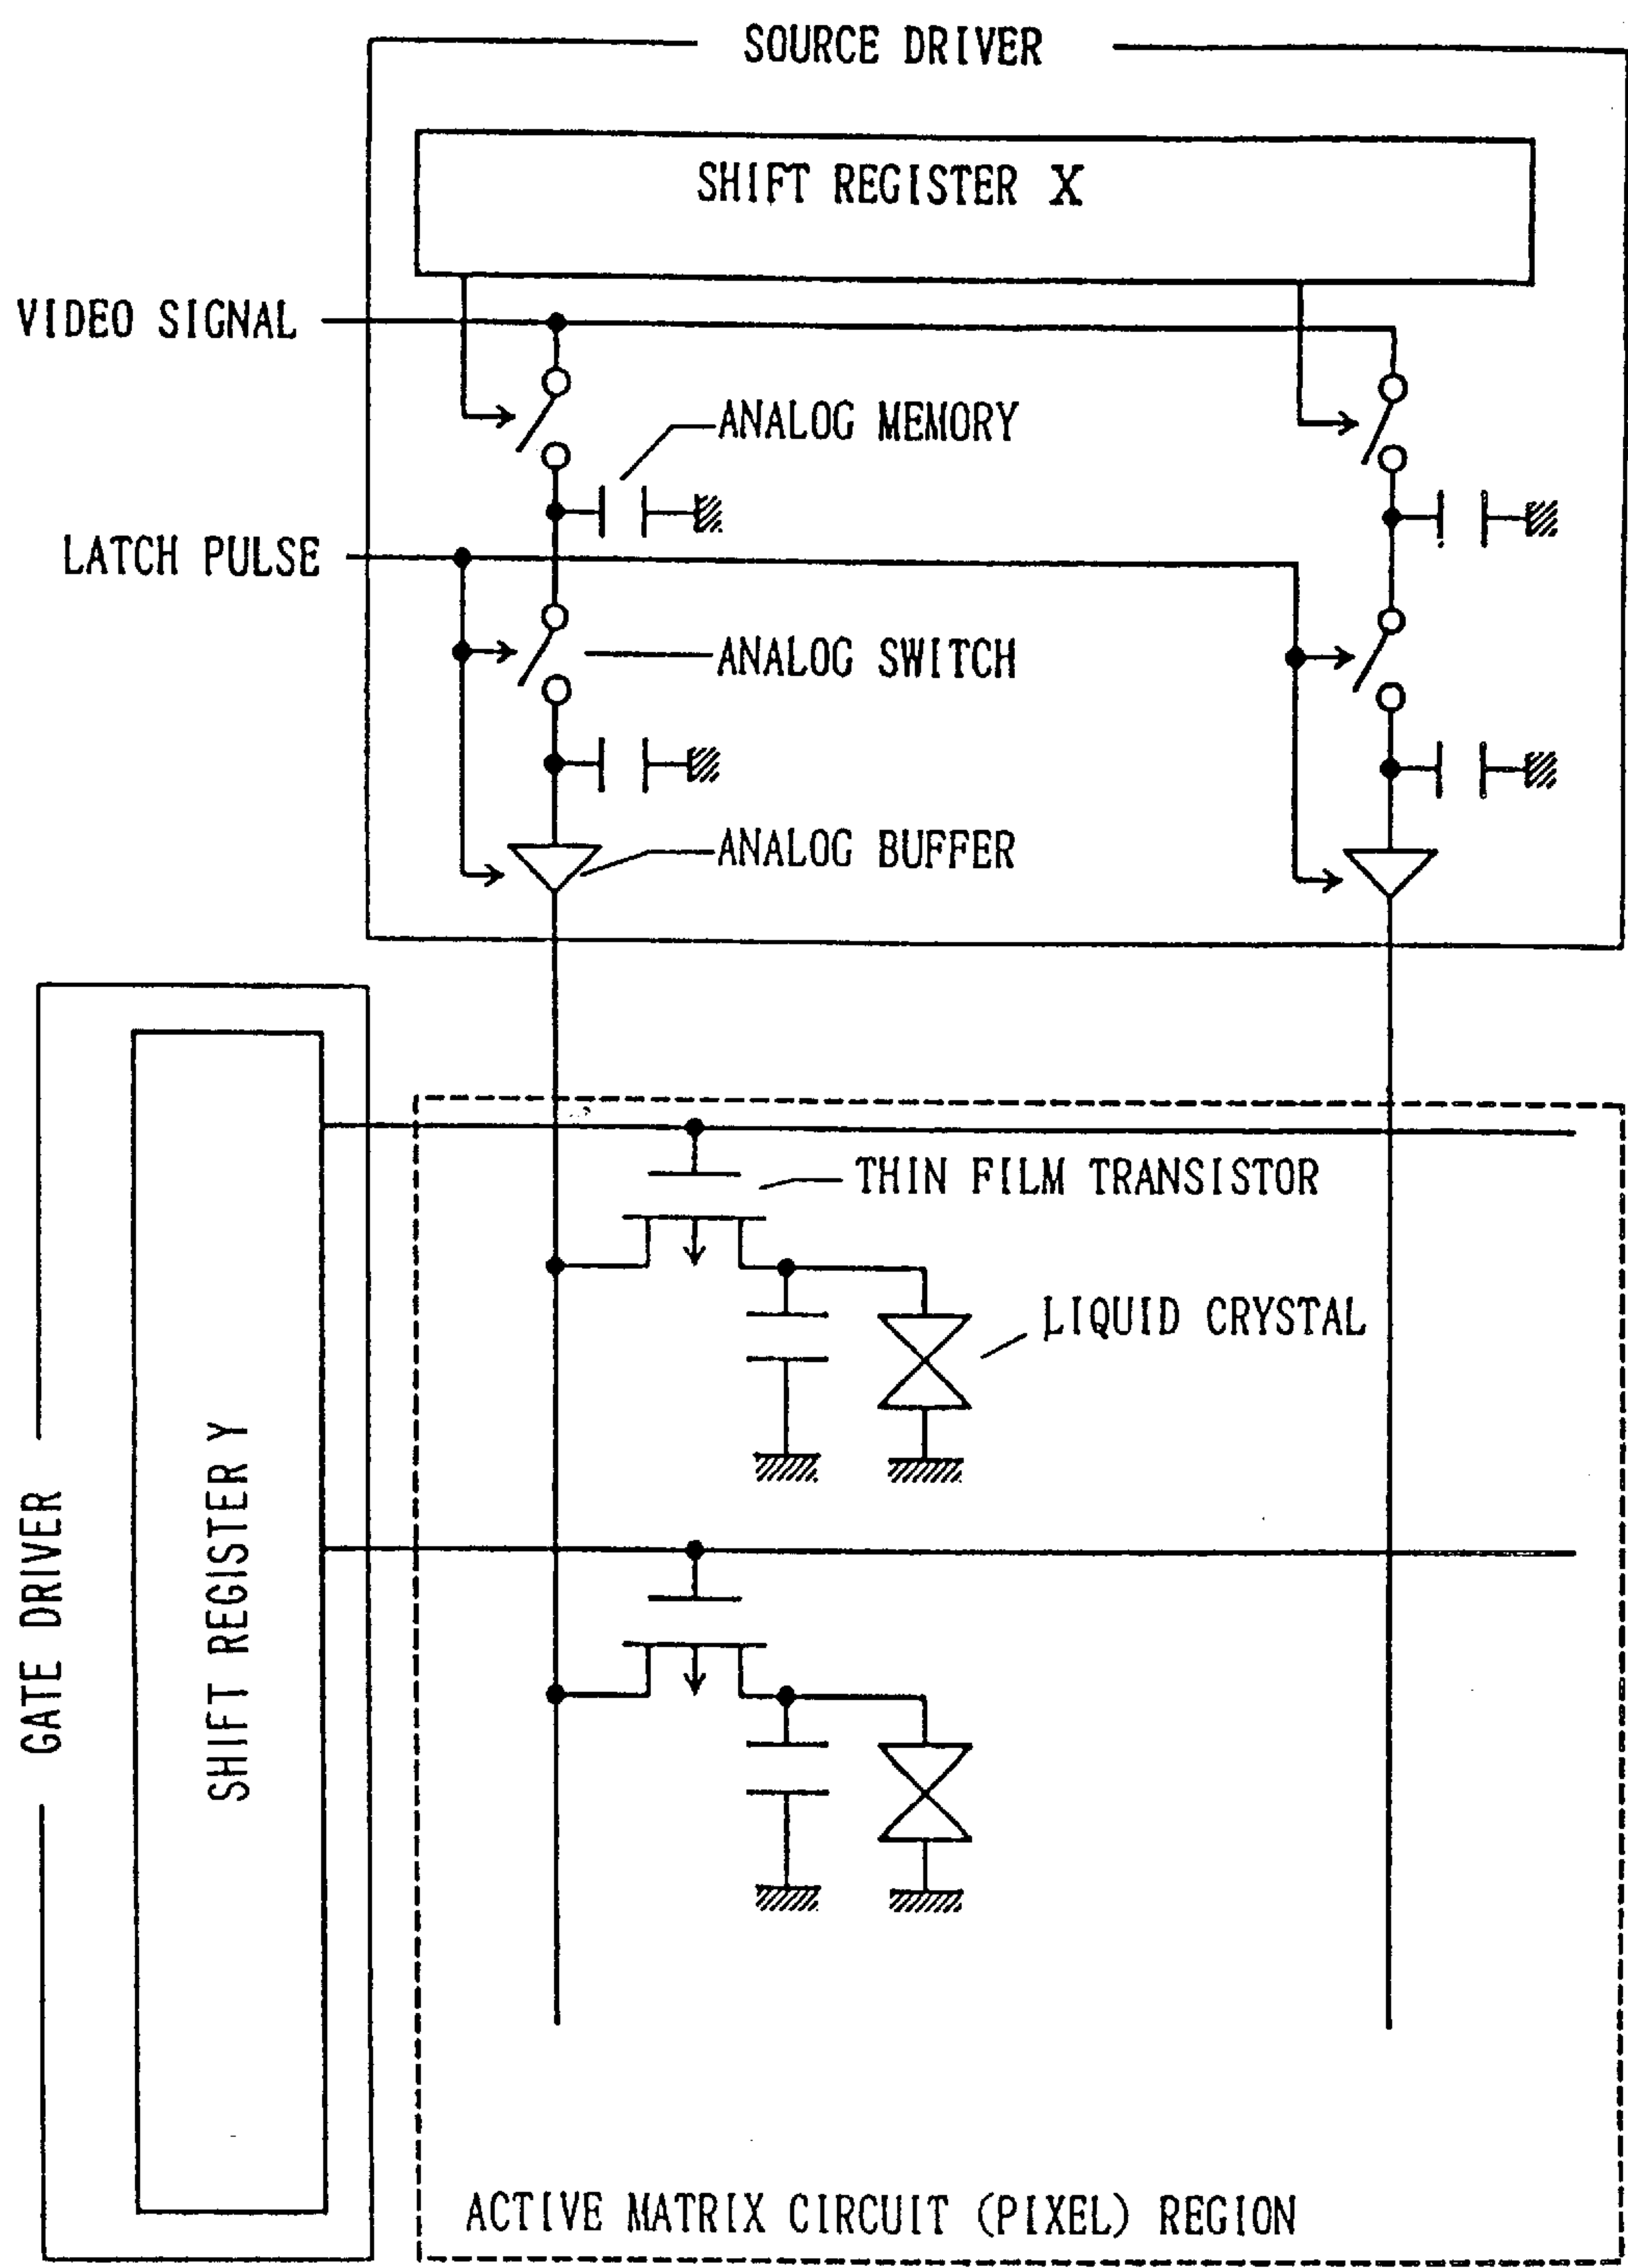 SOURCE DRIVER
SHIFT REGISTER X
VIDEO SIGNAL
ANALOG MEMORY
LATCH PULSE
ANALOG SWITCH
ANALOG BUFFER
THIN FILM TRANSISTOR
LIQUID CRYSTAL
GATE DRIVER
SHIFT REGISTER Y
ACTIVE MATRIX CIRCUIT (PIXEL) REGION